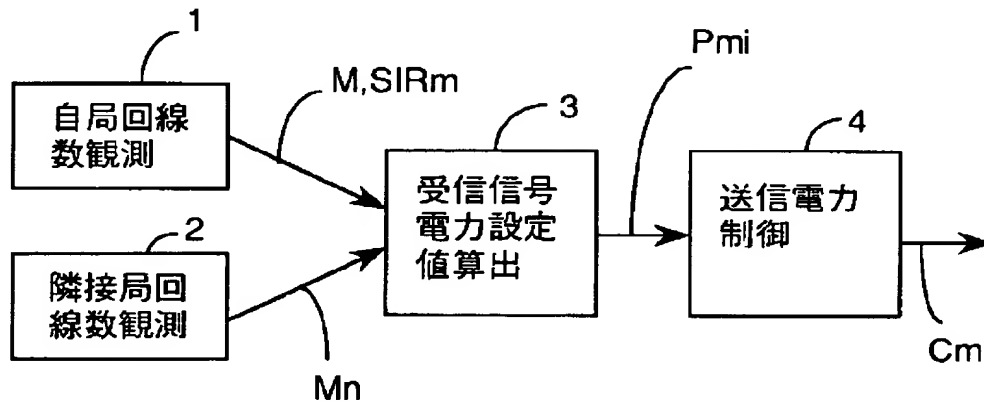 1
自局回線
数観測
M,SIRm
2
隣接局回
線数観測
Mn
3
受信信号
電力設定
値算出
Pmi
4
送信電力
制御
Cm